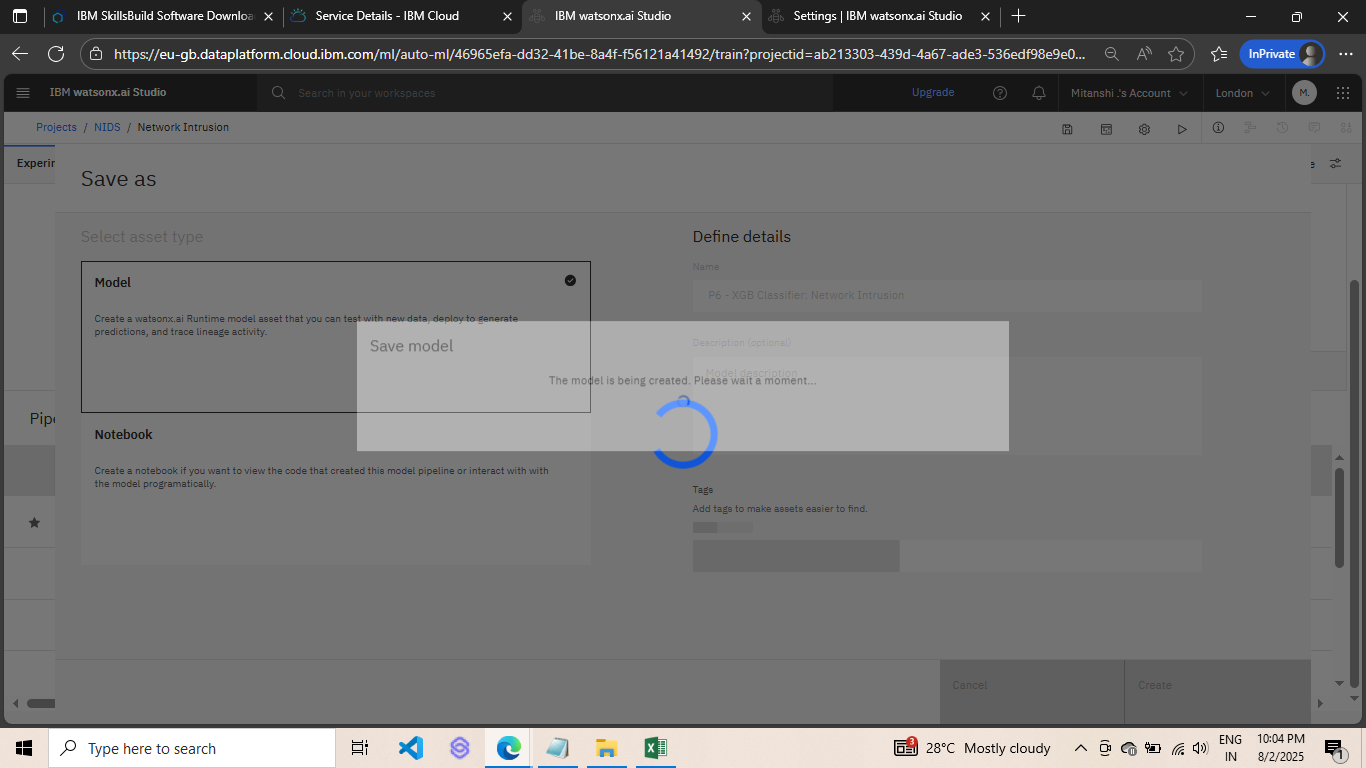 IBM SkillsBuild Software Downloa
Service Details - IBM Cloud
IBM watsonx.ai Studio
Settings | IBM watsonx.ai Studio
https://eu-gb.dataplatform.cloud.ibm.com/ml/auto-ml/46965efa-dd32-41be-8a4f-f56121a41492/train?projectid=ab213303-439d-4a67-ade3-536edf98e9e0...
InPrivate
IBM watsonx.ai Studio
Search in your workspaces
Upgrade
Mitanshi .'s Account
London
M.
Projects / NIDS / Network Intrusion
Experin
e
Save as
Select asset type
Define details
Model
Create a watsonx.ai Runtime model asset that you can test with new data, deploy to generate
predictions, and trace lineage activity.
Name
P6 - XGB Classifier: Network Intrusion
Description (optional)
Model description
Save model
The model is being created. Please wait a moment...
Pipe
Notebook
Create a notebook if you want to view the code that created this model pipeline or interact with with
the model programatically.
Tags
Add tags to make assets easier to find.
Cancel
Create
Type here to search
3
28°C Mostly cloudy
ENG
IN
10:04 PM
8/2/2025
1